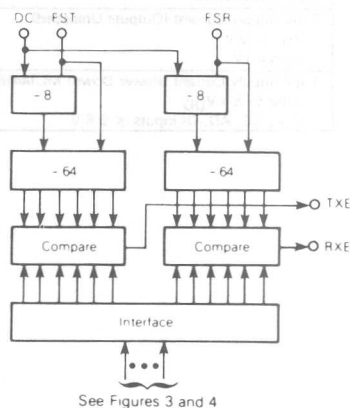 DC FST FSR
- 8 - 8
- 64 - 64
TXE
Compare Compare
RXE
Interface
See Figures 3 and 4